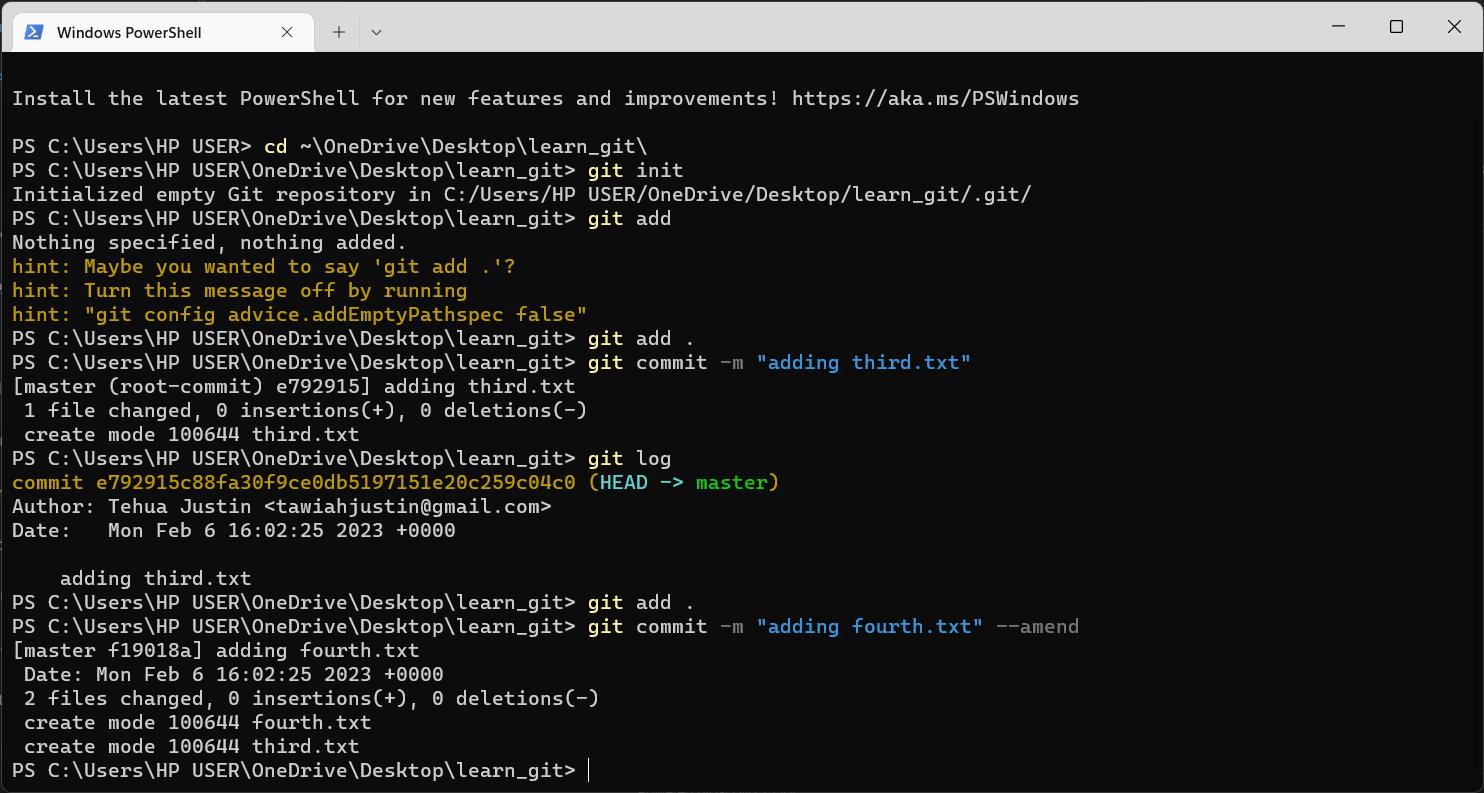 Windows PowerShell
Install the latest PowerShell for new features and improvements! https://aka.ms/PSWindows
PS C:\Users\HP USER> cd ~\OneDrive\Desktop\learn_git\
PS C:\Users\HP USER\OneDrive\Desktop\learn_git> git init
Initialized empty Git repository in C:/Users/HP USER/OneDrive/Desktop/learn_git/.git/
PS C:\Users\HP USER\OneDrive\Desktop\learn_git> git add
Nothing specified, nothing added.
hint: Maybe you wanted to say 'git add .'?
hint: Turn this message off by running
hint: "git config advice.addEmptyPathspec false"
PS C:\Users\HP USER\OneDrive\Desktop\learn_git> git add .
PS C:\Users\HP USER\OneDrive\Desktop\learn_git> git commit -m "adding third.txt"
[master (root-commit) e792915] adding third.txt
 1 file changed, 0 insertions(+), 0 deletions(-)
 create mode 100644 third.txt
PS C:\Users\HP USER\OneDrive\Desktop\learn_git> git log
commit e792915c88fa30f9ce0db5197151e20c259c04c0 (HEAD -> master)
Author: Tehua Justin <tawiahjustin@gmail.com>
Date:   Mon Feb 6 16:02:25 2023 +0000
    adding third.txt
PS C:\Users\HP USER\OneDrive\Desktop\learn_git> git add .
PS C:\Users\HP USER\OneDrive\Desktop\learn_git> git commit -m "adding fourth.txt" --amend
[master f19018a] adding fourth.txt
 Date: Mon Feb 6 16:02:25 2023 +0000
 2 files changed, 0 insertions(+), 0 deletions(-)
 create mode 100644 fourth.txt
 create mode 100644 third.txt
PS C:\Users\HP USER\OneDrive\Desktop\learn_git>